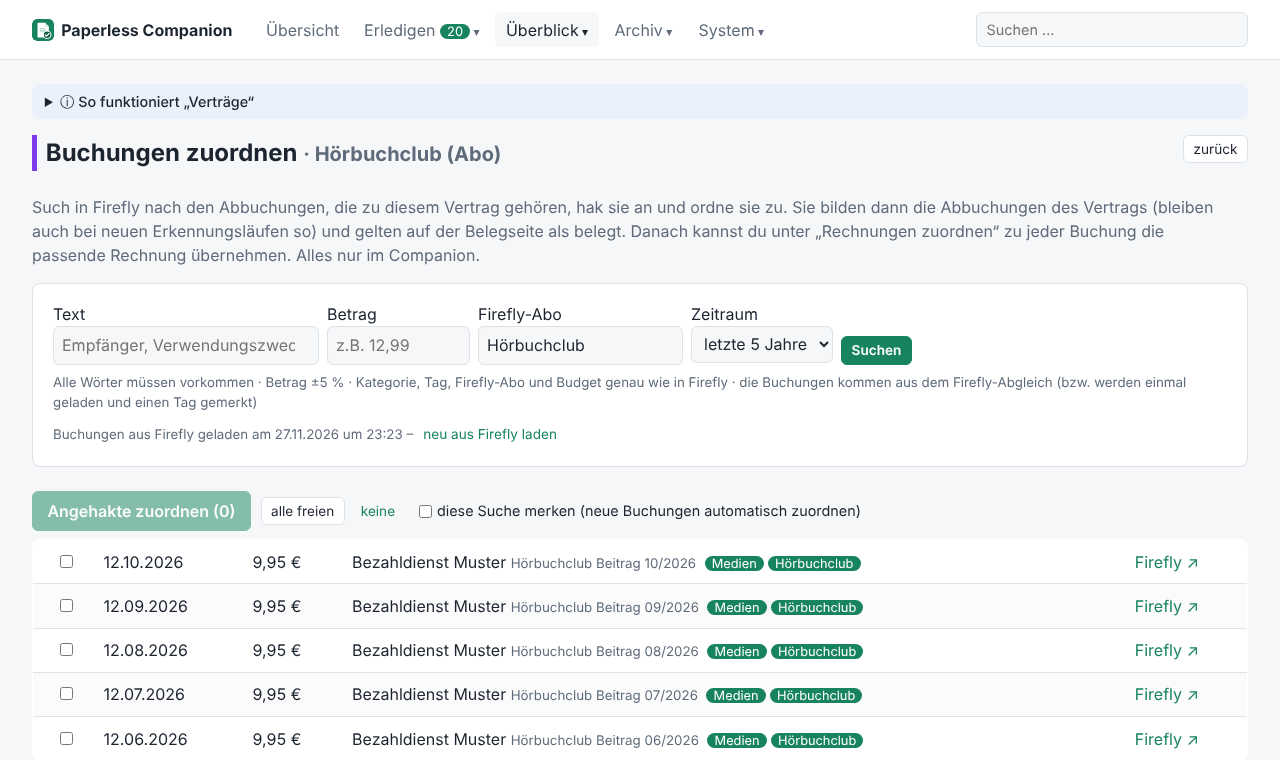 Paperless Companion Übersicht Erledigen 20 ▾ Überblick ▾ Archiv ▾ System ▾ Suchen ...
▶ ⓘ So funktioniert „Verträge“
Buchungen zuordnen · Hörbuchclub (Abo) zurück
Such in Firefly nach den Abbuchungen, die zu diesem Vertrag gehören, hak sie an und ordne sie zu. Sie bilden dann die Abbuchungen des Vertrags (bleiben
auch bei neuen Erkennungsläufen so) und gelten auf der Belegseite als belegt. Danach kannst du unter „Rechnungen zuordnen“ zu jeder Buchung die
passende Rechnung übernehmen. Alles nur im Companion.
Text Betrag Firefly-Abo Zeitraum
Empfänger, Verwendungszwec z.B. 12,99 Hörbuchclub letzte 5 Jahre Suchen
Alle Wörter müssen vorkommen · Betrag ±5 % · Kategorie, Tag, Firefly-Abo und Budget genau wie in Firefly · die Buchungen kommen aus dem Firefly-Abgleich (bzw. werden einmal
geladen und einen Tag gemerkt)
Buchungen aus Firefly geladen am 27.11.2026 um 23:23 – neu aus Firefly laden
Angehakte zuordnen (0) alle freien keine diese Suche merken (neue Buchungen automatisch zuordnen)
12.10.2026 9,95 € Bezahldienst Muster Hörbuchclub Beitrag 10/2026 Medien Hörbuchclub Firefly ↗
12.09.2026 9,95 € Bezahldienst Muster Hörbuchclub Beitrag 09/2026 Medien Hörbuchclub Firefly ↗
12.08.2026 9,95 € Bezahldienst Muster Hörbuchclub Beitrag 08/2026 Medien Hörbuchclub Firefly ↗
12.07.2026 9,95 € Bezahldienst Muster Hörbuchclub Beitrag 07/2026 Medien Hörbuchclub Firefly ↗
12.06.2026 9,95 € Bezahldienst Muster Hörbuchclub Beitrag 06/2026 Medien Hörbuchclub Firefly ↗